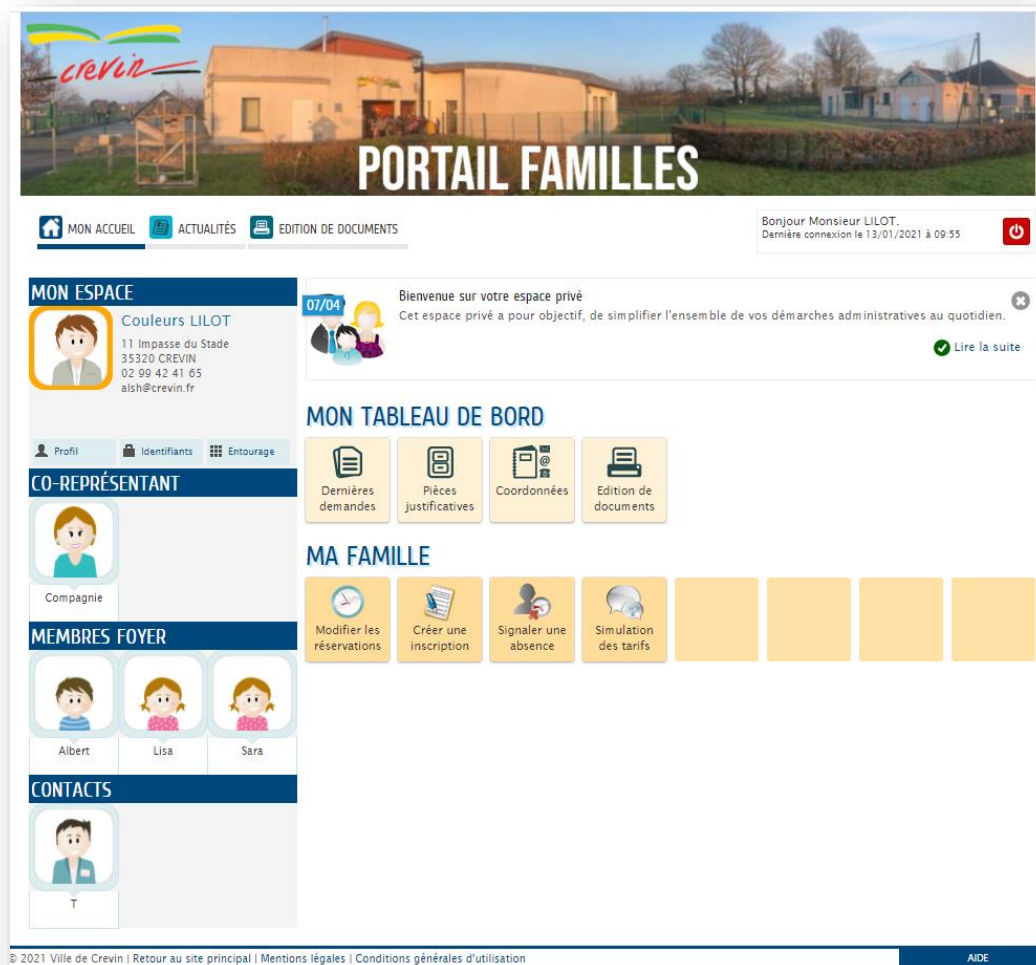 crevin
PORTAIL FAMILLES
MON ACCUEIL
ACTUALITÉS
EDITION DE DOCUMENTS
Bonjour Monsieur LILOT.
Dernière connexion le 13/01/2021 à 09:55
MON ESPACE
Couleurs LILOT
11 Impasse du Stade
35320 CREVIN
02 99 42 41 65
alsh@crevin.fr
Profil
Identifiants
Entourage
CO-REPRÉSENTANT
Compagnie
MEMBRES FOYER
Albert
Lisa
Sara
CONTACTS
T
07/04
Bienvenue sur votre espace privé
Cet espace privé a pour objectif, de simplifier l'ensemble de vos démarches administratives au quotidien.
Lire la suite
MON TABLEAU DE BORD
Dernières
demandes
Pièces
justificatives
@
Coordonnées
Edition de
documents
MA FAMILLE
Modifier les
réservations
Créer une
inscription
Signaler une
absence
Simulation
des tarifs
© 2021 Ville de Crevin | Retour au site principal | Mentions légales | Conditions générales d'utilisation
AIDE